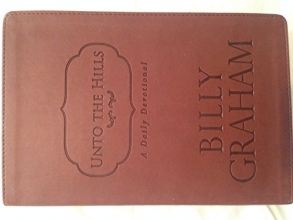 UNTO THE HILLS
A Daily Devotional
BILLY
GRAHAM